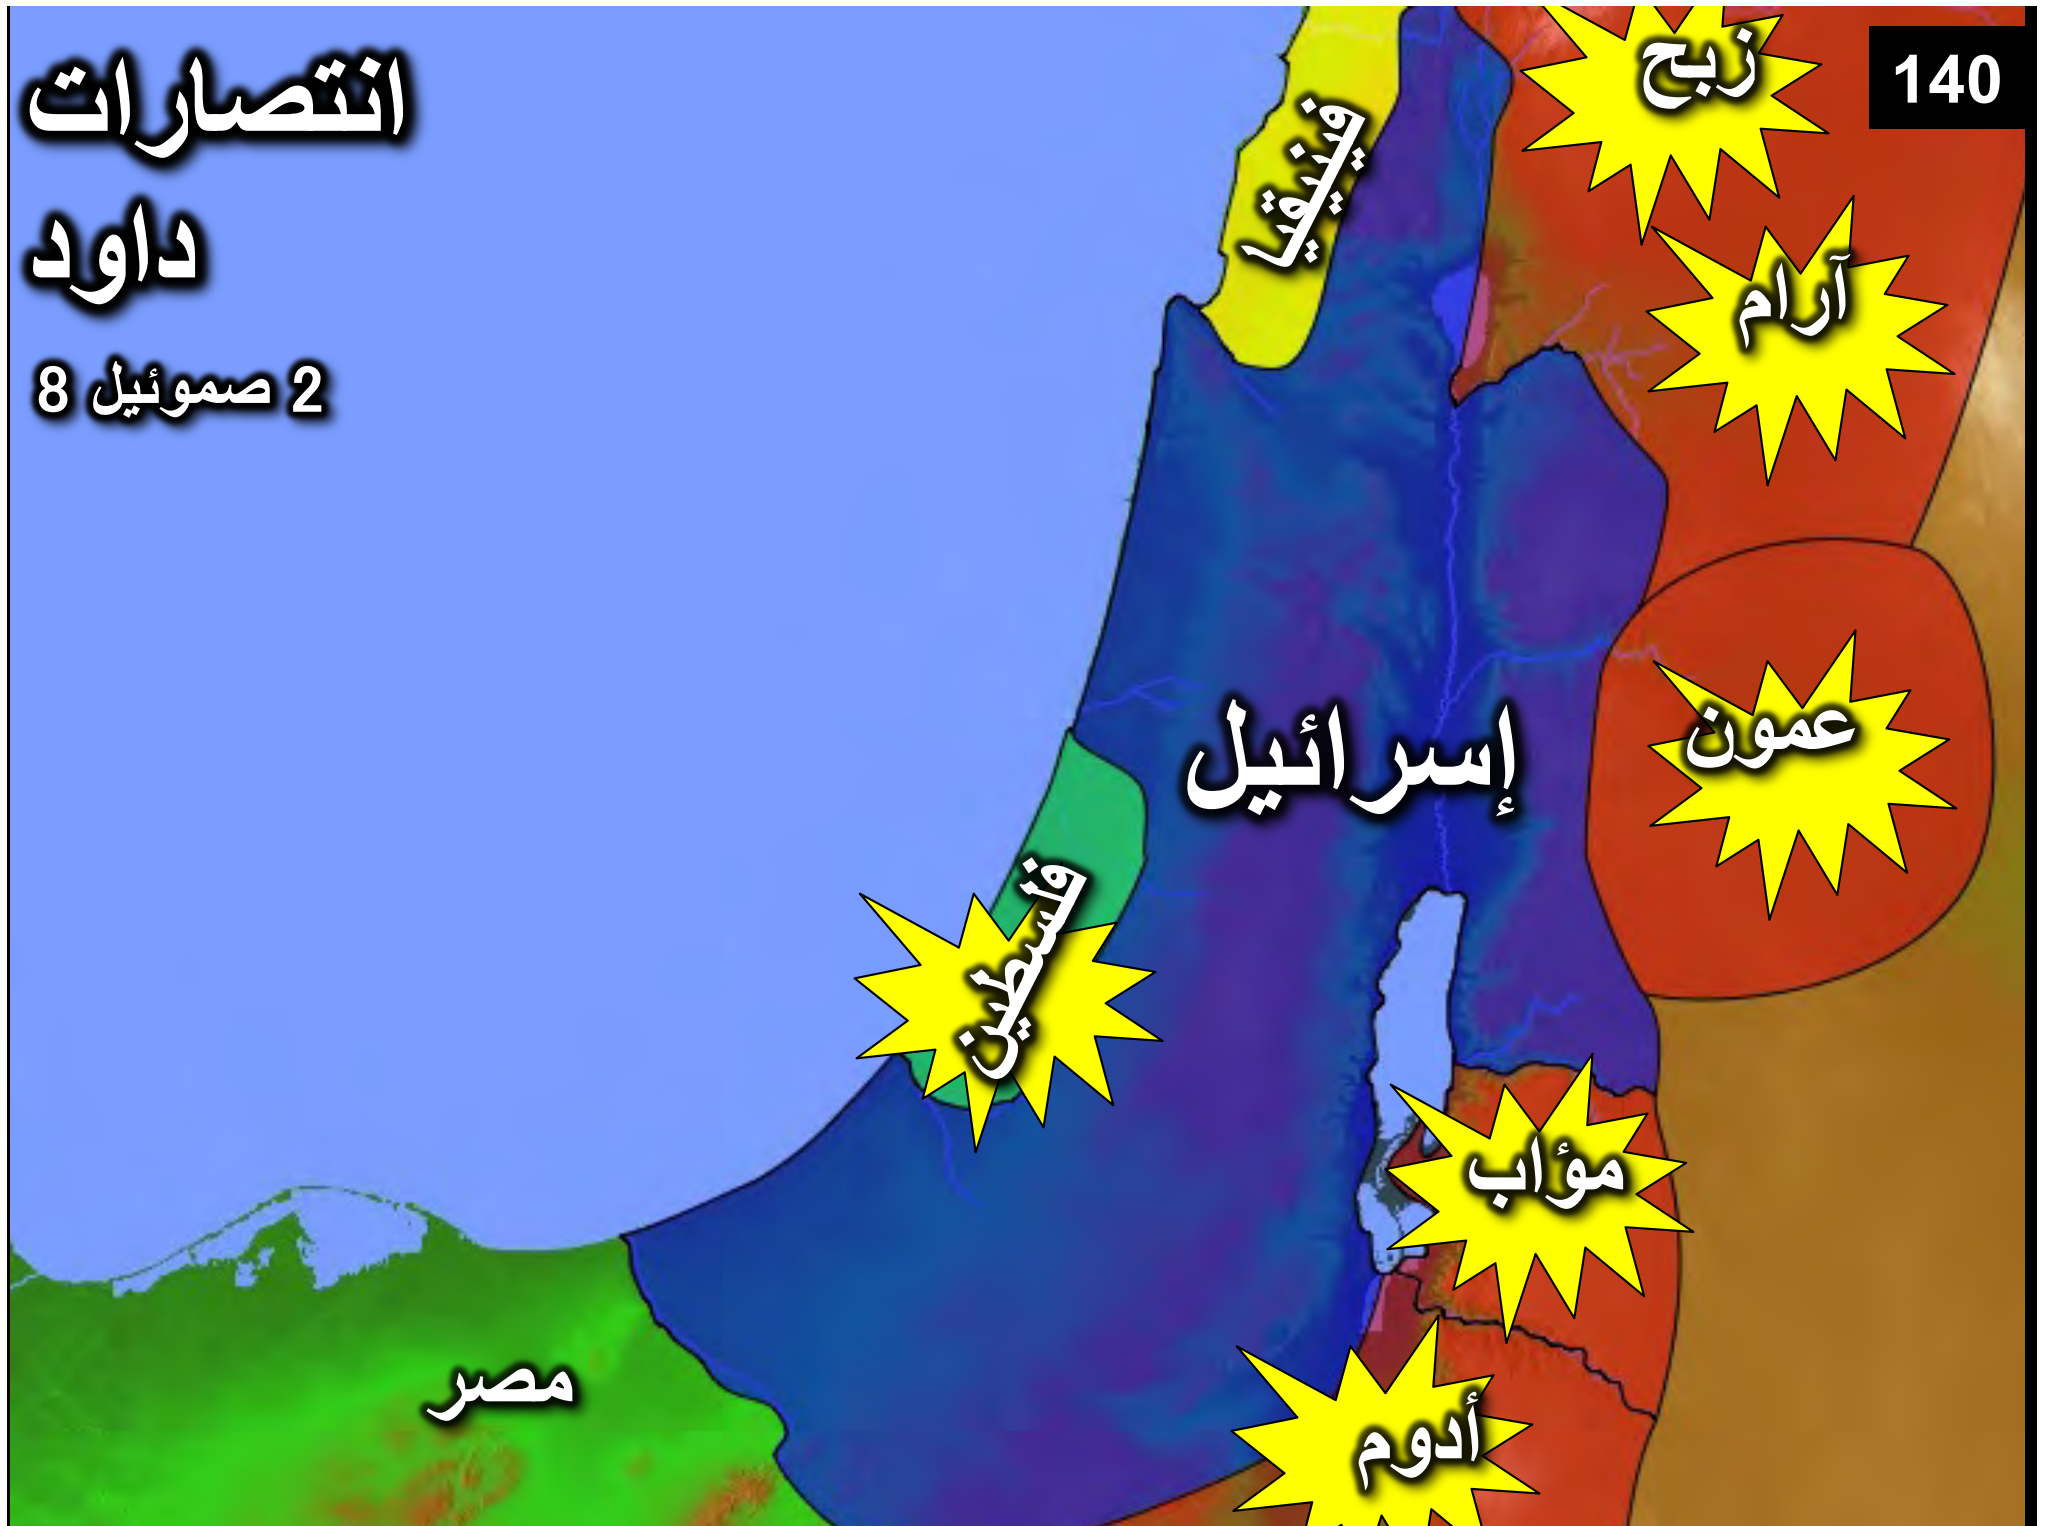 انتصارات
داود
2 صموئيل 8
140
زبح
فينيقيا
آرام
عمون
إسرائيل
فلسطين
مؤاب
مصر
أدوم